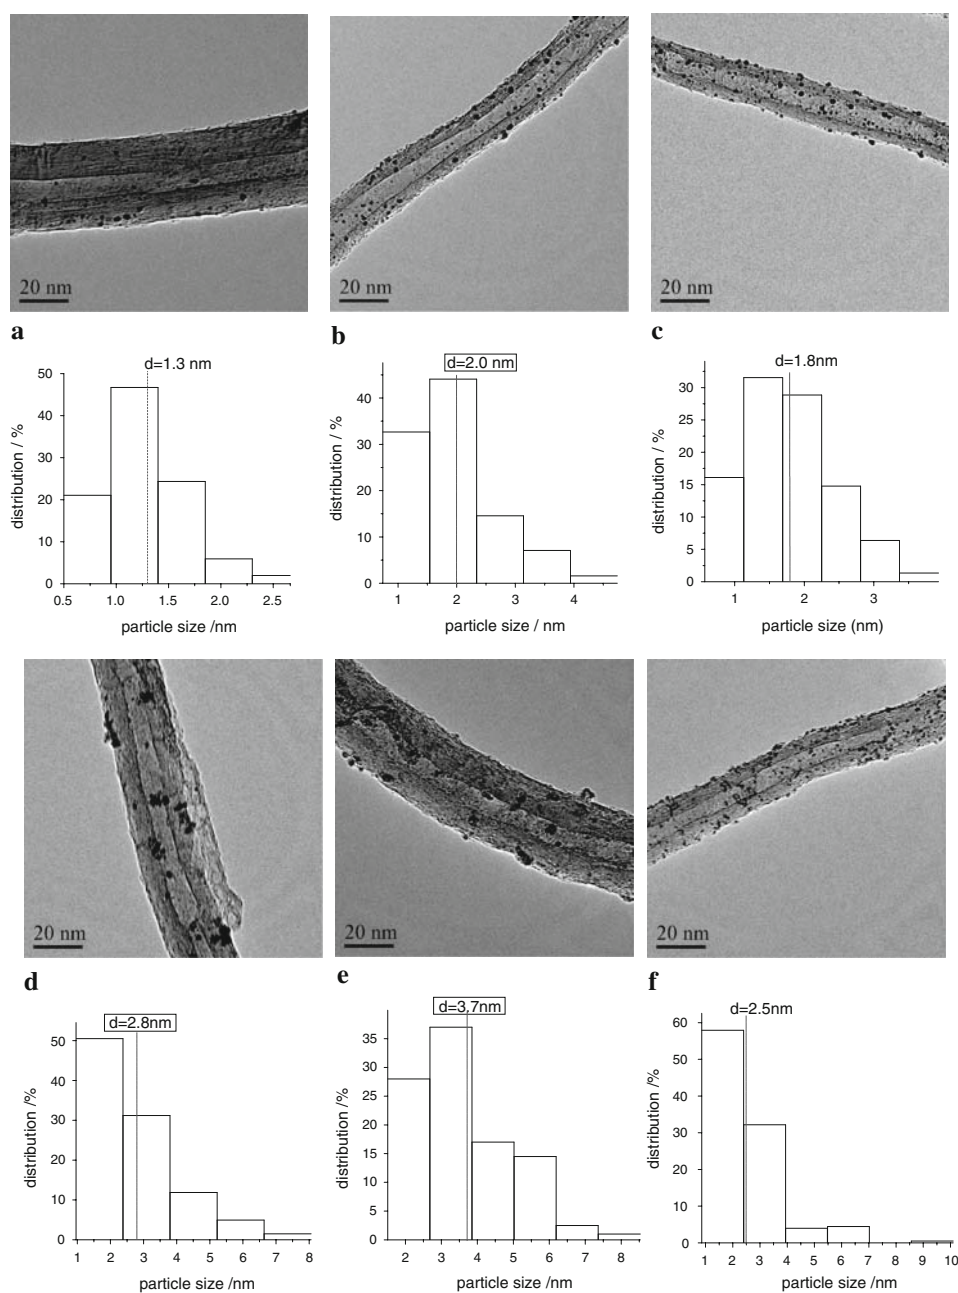 20 nm
20 nm
20 nm
a
b
c
d=1.3 nm
50
40
30
20
10
0
distribution / %
0.5 1.0 1.5 2.0 2.5
particle size /nm
d=2.0 nm
40
30
20
10
0
distribution / %
1 2 3 4
particle size / nm
d=1.8nm
30
25
20
15
10
5
0
distribution / %
1 2 3
particle size (nm)
20 nm
20 nm
20 nm
d
e
f
d=2.8nm
50
40
30
20
10
0
distribution /%
1 2 3 4 5 6 7 8
particle size /nm
d=3,7nm
35
30
25
20
15
10
5
0
distribution /%
2 3 4 5 6 7 8
particle size /nm
d=2.5nm
60
50
40
30
20
10
0
distribution /%
1 2 3 4 5 6 7 8 9 10
particle size /nm